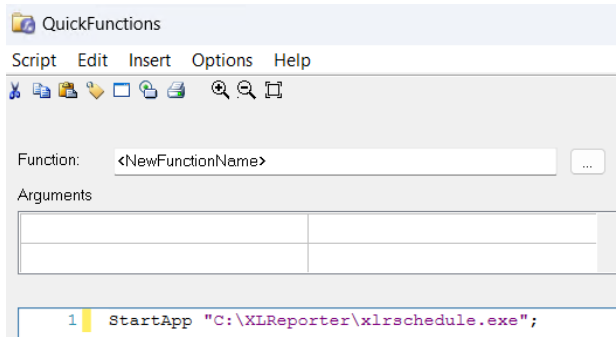 QuickFunctions
Script Edit Insert Options Help
Function: <NewFunctionName> ...
Arguments
1 StartApp "C:\XLReporter\xlrschedule.exe";